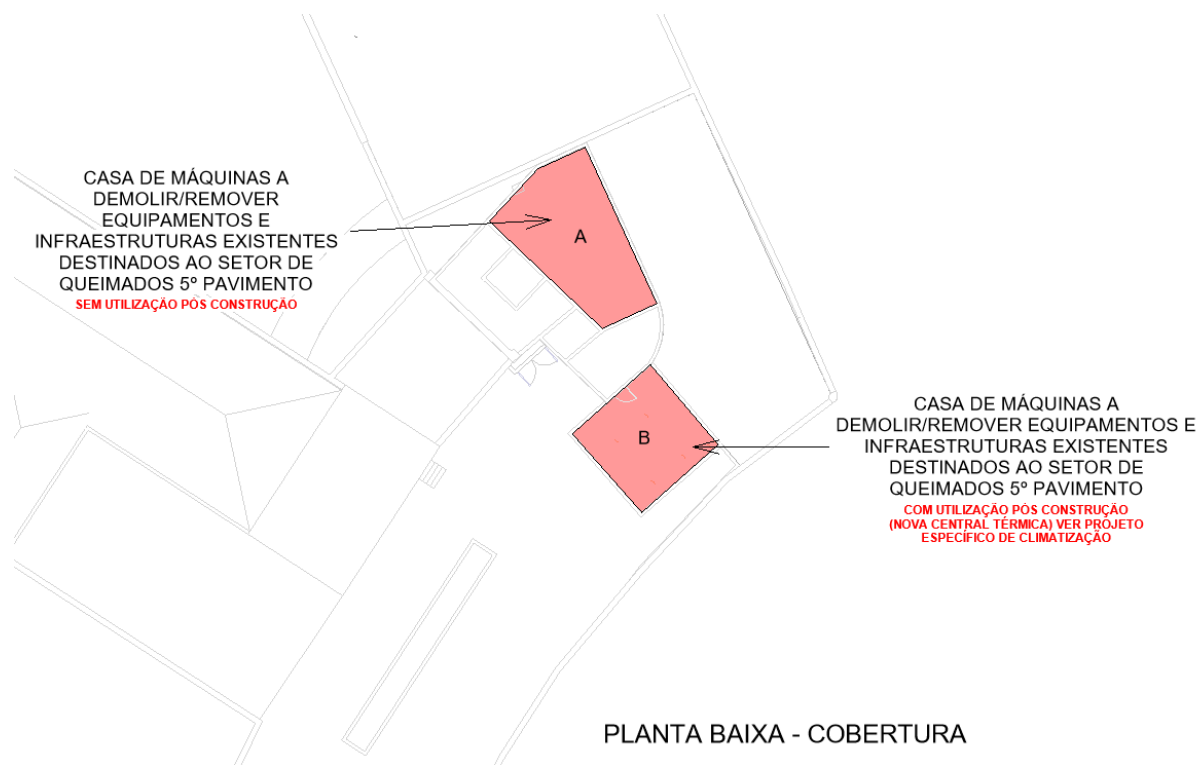 CASA DE MÁQUINAS A
DEMOLIR/REMOVER
EQUIPAMENTOS E
INFRAESTRUTURAS EXISTENTES
DESTINADOS AO SETOR DE
QUEIMADOS 5º PAVIMENTO
SEM UTILIZAÇÃO PÓS CONSTRUÇÃO
A
B
CASA DE MÁQUINAS A
DEMOLIR/REMOVER EQUIPAMENTOS E
INFRAESTRUTURAS EXISTENTES
DESTINADOS AO SETOR DE
QUEIMADOS 5º PAVIMENTO
COM UTILIZAÇÃO PÓS CONSTRUÇÃO
(NOVA CENTRAL TÉRMICA) VER PROJETO
ESPECÍFICO DE CLIMATIZAÇÃO
PLANTA BAIXA - COBERTURA